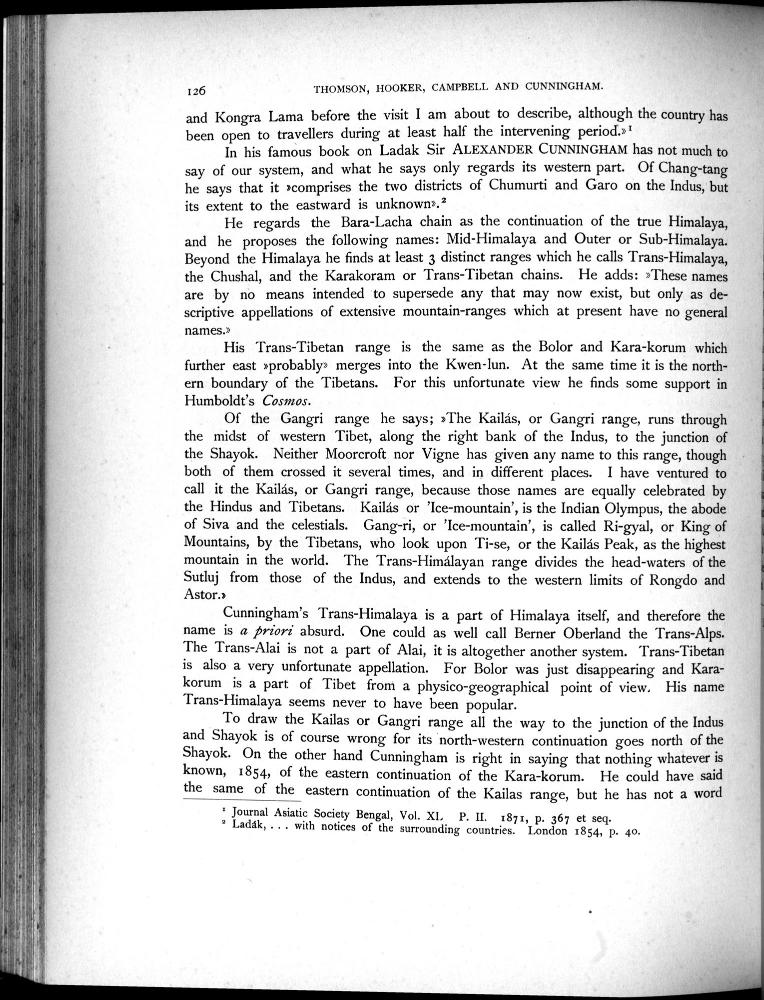 126
THOMSON, HOOKER, CAMPBELL AND CUNNINGHAM.
and Kongra Lama before the visit I am about to describe, although the country has
been open to travellers during at least half the intervening period.»¹
In his famous book on Ladak Sir ALEXANDER CUNNINGHAM has not much to
say of our system, and what he says only regards its western part. Of Chang-tang
he says that it »comprises the two districts of Chumurti and Garo on the Indus, but
its extent to the eastward is unknown».²
He regards the Bara-Lacha chain as the continuation of the true Himalaya,
and he proposes the following names: Mid-Himalaya and Outer or Sub-Himalaya.
Beyond the Himalaya he finds at least 3 distinct ranges which he calls Trans-Himalaya,
the Chushal, and the Karakoram or Trans-Tibetan chains. He adds: »These names
are by no means intended to supersede any that may now exist, but only as de-
scriptive appellations of extensive mountain-ranges which at present have no general
names.»
His Trans-Tibetan range is the same as the Bolor and Kara-korum which
further east »probably» merges into the Kwen-lun. At the same time it is the north-
ern boundary of the Tibetans. For this unfortunate view he finds some support in
Humboldt's Cosmos.
Of the Gangri range he says; »The Kailás, or Gangri range, runs through
the midst of western Tibet, along the right bank of the Indus, to the junction of
the Shayok. Neither Moorcroft nor Vigne has given any name to this range, though
both of them crossed it several times, and in different places. I have ventured to
call it the Kailás, or Gangri range, because those names are equally celebrated by
the Hindus and Tibetans. Kailás or 'Ice-mountain', is the Indian Olympus, the abode
of Siva and the celestials. Gang-ri, or 'Ice-mountain', is called Ri-gyal, or King of
Mountains, by the Tibetans, who look upon Ti-se, or the Kailás Peak, as the highest
mountain in the world. The Trans-Himálayan range divides the head-waters of the
Sutluj from those of the Indus, and extends to the western limits of Rongdo and
Astor.»
Cunningham's Trans-Himalaya is a part of Himalaya itself, and therefore the
name is a priori absurd. One could as well call Berner Oberland the Trans-Alps.
The Trans-Alai is not a part of Alai, it is altogether another system. Trans-Tibetan
is also a very unfortunate appellation. For Bolor was just disappearing and Kara-
korum is a part of Tibet from a physico-geographical point of view. His name
Trans-Himalaya seems never to have been popular.
To draw the Kailas or Gangri range all the way to the junction of the Indus
and Shayok is of course wrong for its north-western continuation goes north of the
Shayok. On the other hand Cunningham is right in saying that nothing whatever is
known, 1854, of the eastern continuation of the Kara-korum. He could have said
the same of the eastern continuation of the Kailas range, but he has not a word
¹ Journal Asiatic Society Bengal, Vol. XL P. II. 1871, p. 367 et seq.
² Ladák, . . . with notices of the surrounding countries. London 1854, p. 40.